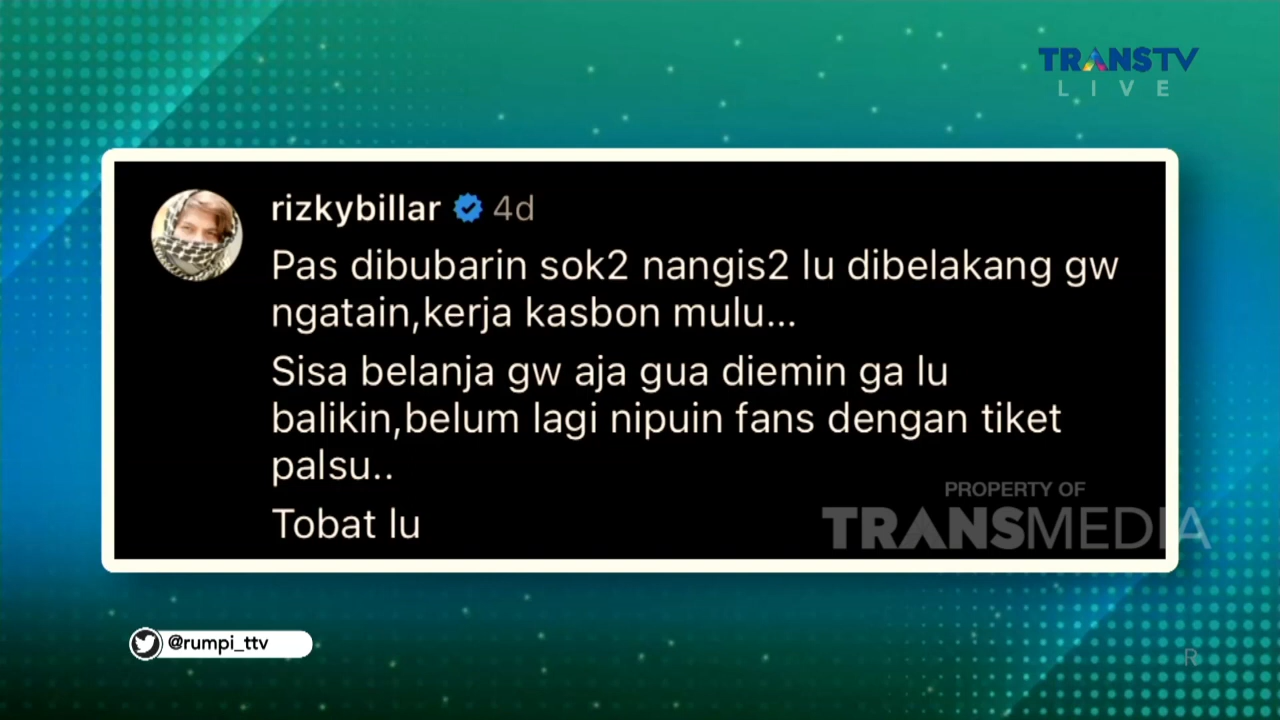 TRANSTV
LIVE
rizkybillar 4d
Pas dibubarin sok2 nangis2 lu dibelakang gw
ngatain,kerja kasbon mulu...
Sisa belanja gw aja gua diemin ga lu
balikin,belum lagi nipuin fans dengan tiket
palsu..
Tobat lu
PROPERTY OF
TRANSMEDIA
@rumpi_ttv
R